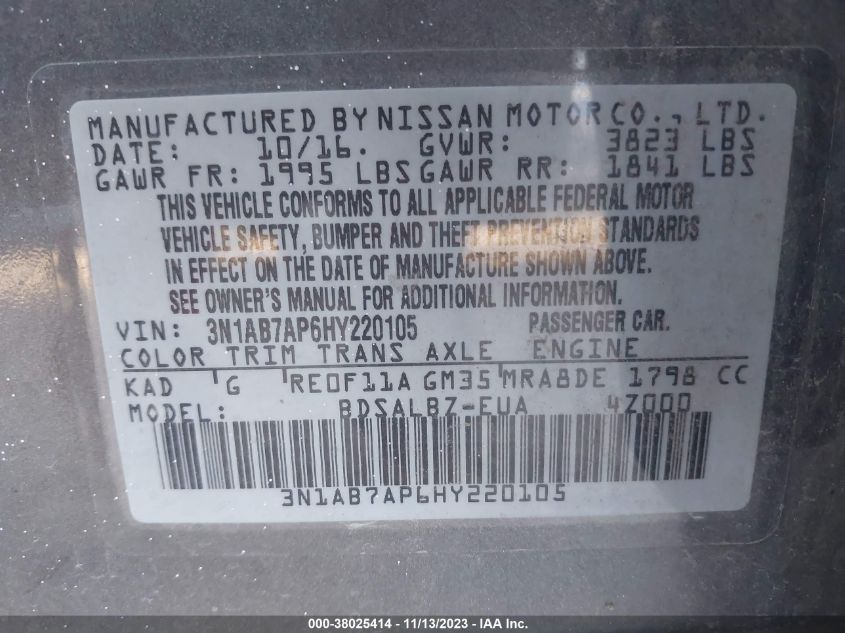 MANUFACTURED BY NISSAN MOTOR CO., LTD.
DATE: 10/16. GVWR: 3823 LBS
GAWR FR: 1995 LBS GAWR RR: 1841 LBS
THIS VEHICLE CONFORMS TO ALL APPLICABLE FEDERAL MOTOR
VEHICLE SAFETY, BUMPER AND THEFT PREVENTION STANDARDS
IN EFFECT ON THE DATE OF MANUFACTURE SHOWN ABOVE.
SEE OWNER'S MANUAL FOR ADDITIONAL INFORMATION.
VIN: 3N1AB7AP6HY220105 PASSENGER CAR.
COLOR TRIM TRANS AXLE ENGINE
KAD 'G 'RE0F11A GM35'MRA8DE 1798 CC
MODEL: BDSALBZ-EUA 4Z000
3N1AB7AP6HY220105
000-38025414 - 11/13/2023 - IAA Inc.